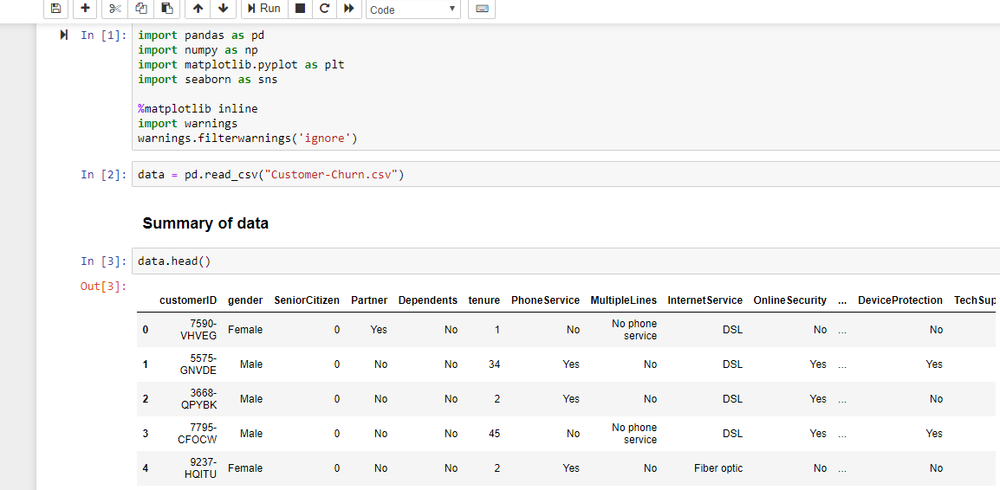 Run Code
In [1]: import pandas as pd
import numpy as np
import matplotlib.pyplot as plt
import seaborn as sns
%matplotlib inline
import warnings
warnings.filterwarnings('ignore')
In [2]: data = pd.read_csv("Customer-Churn.csv")
Summary of data
In [3]: data.head()
Out[3]:
customerID gender SeniorCitizen Partner Dependents tenure PhoneService MultipleLines InternetService OnlineSecurity ... DeviceProtection TechSup
0 7590-VHVEG Female 0 Yes No 1 No No phone service DSL No ... No
1 5575-GNVDE Male 0 No No 34 Yes No DSL Yes ... Yes
2 3668-QPYBK Male 0 No No 2 Yes No DSL Yes ... No
3 7795-CFOCW Male 0 No No 45 No No phone service DSL Yes ... Yes
4 9237-HQITU Female 0 No No 2 Yes No Fiber optic No ... No